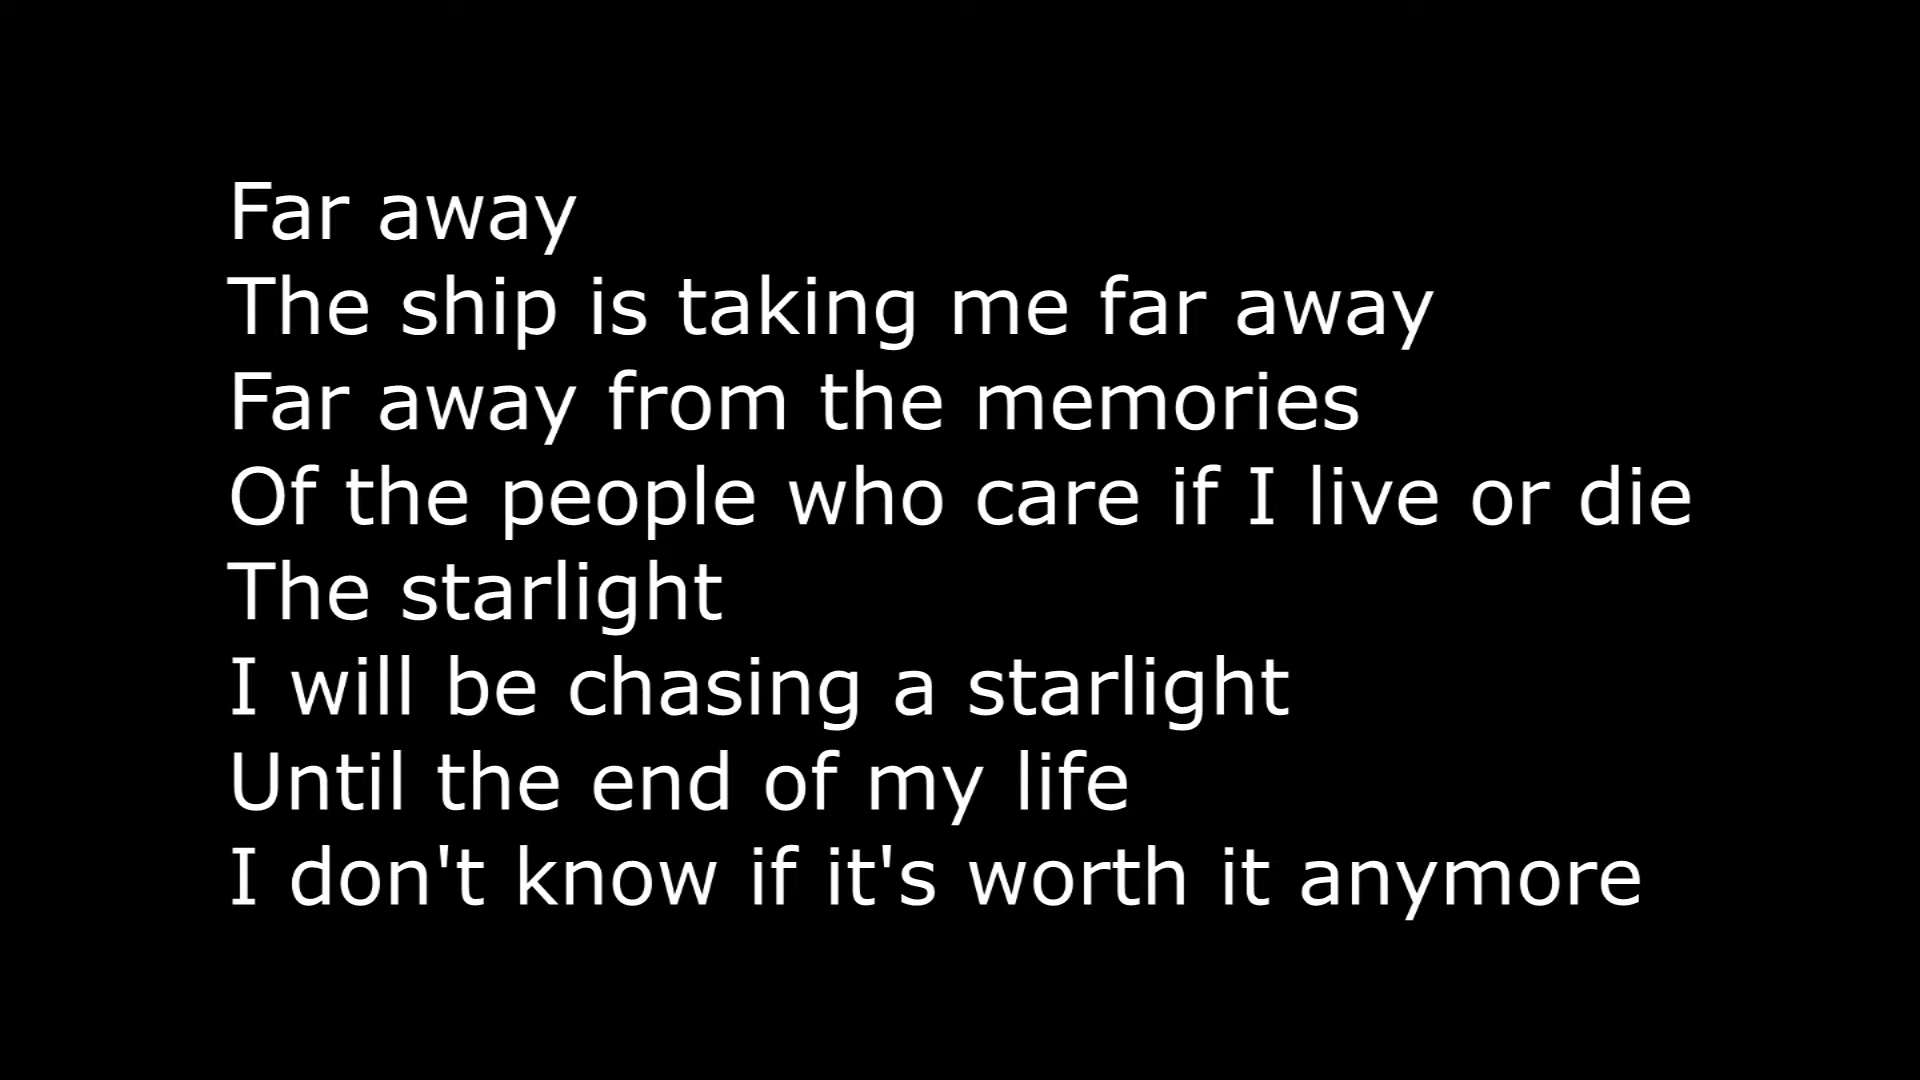 Far away
The ship is taking me far away
Far away from the memories
Of the people who care if I live or die
The starlight
I will be chasing a starlight
Until the end of my life
I don't know if it's worth it anymore